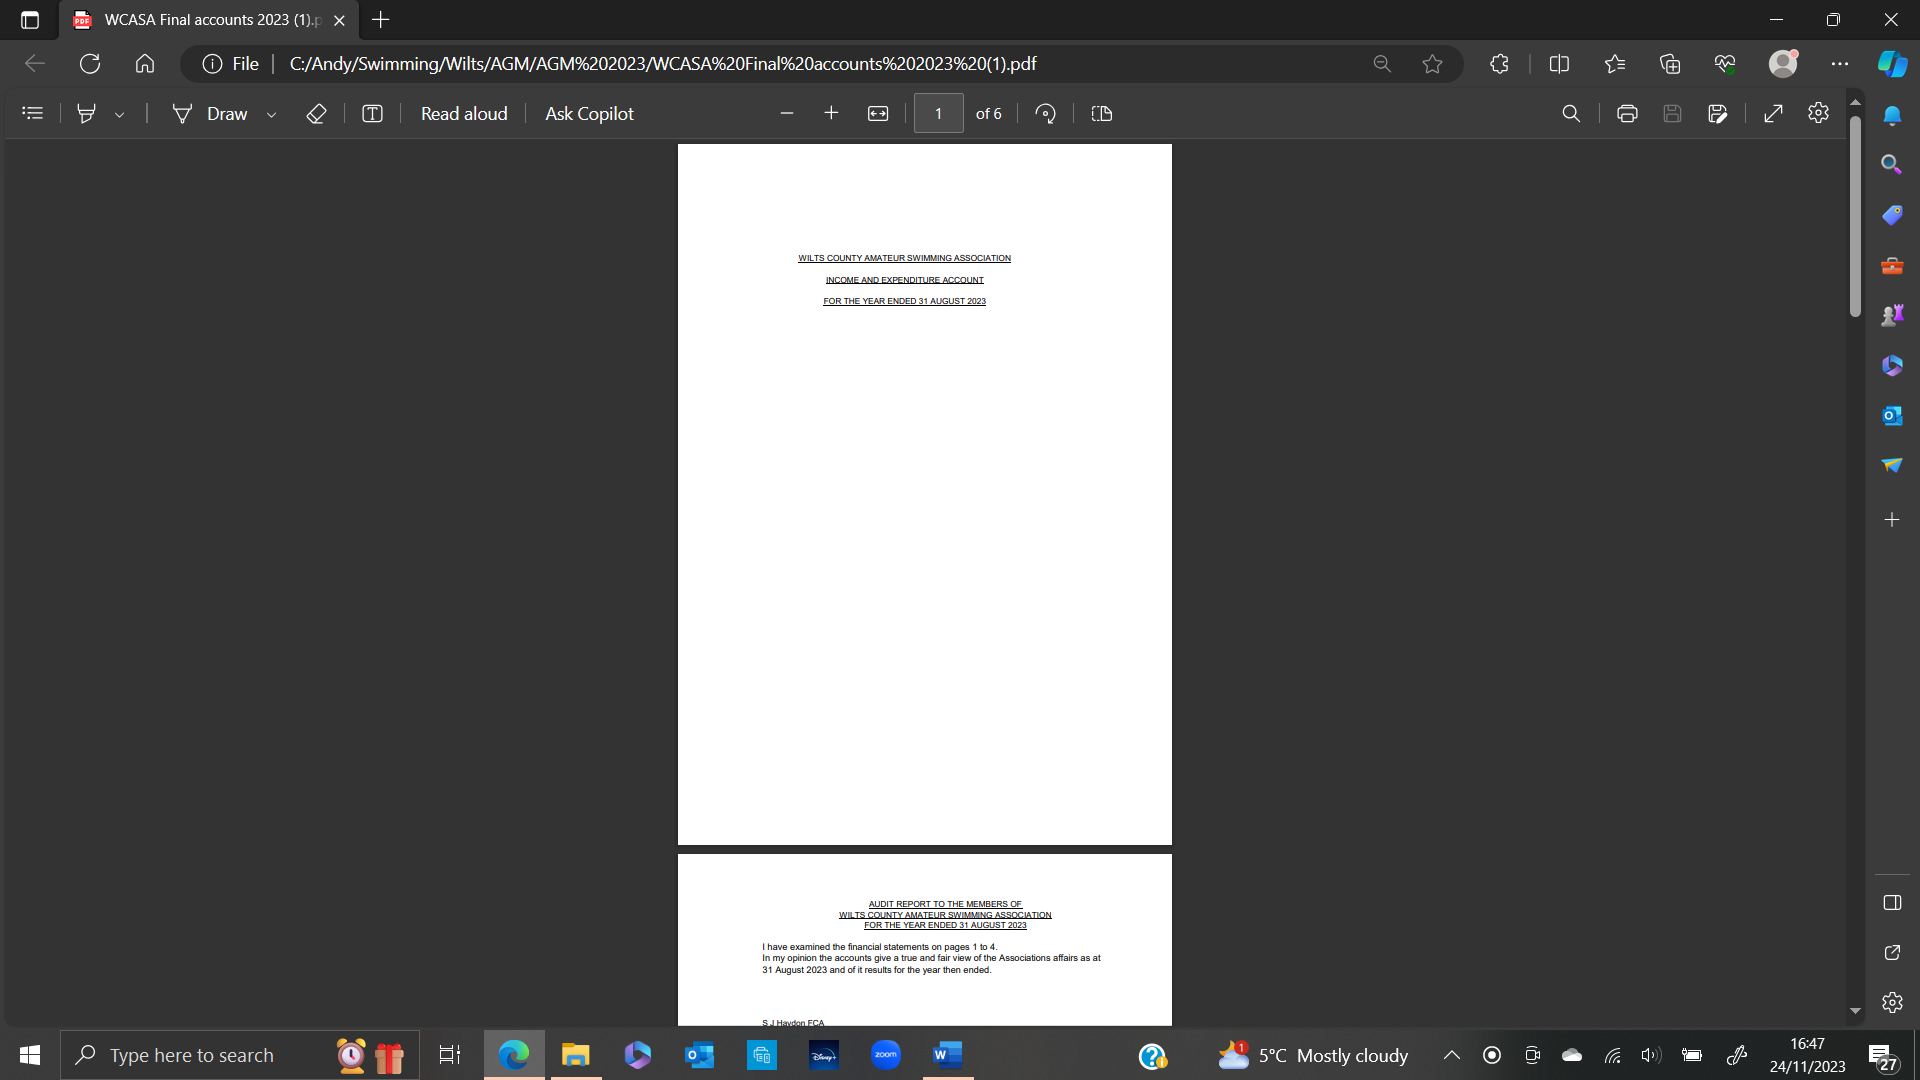 WCASA Final accounts 2023 (1).p
File
C:/Andy/Swimming/Wilts/AGM/AGM%202023/WCASA%20Final%20accounts%202023%20(1).pdf
Draw
Read aloud
Ask Copilot
1
of 6
WILTS COUNTY AMATEUR SWIMMING ASSOCIATION
INCOME AND EXPENDITURE ACCOUNT
FOR THE YEAR ENDED 31 AUGUST 2023
AUDIT REPORT TO THE MEMBERS OF
WILTS COUNTY AMATEUR SWIMMING ASSOCIATION
FOR THE YEAR ENDED 31 AUGUST 2023
I have examined the financial statements on pages 1 to 4.
In my opinion the accounts give a true and fair view of the Associations affairs as at
31 August 2023 and of it results for the year then ended.
S J Haydon FCA
Type here to search
Disney+
zoom
1
5°C Mostly cloudy
16:47
24/11/2023
27